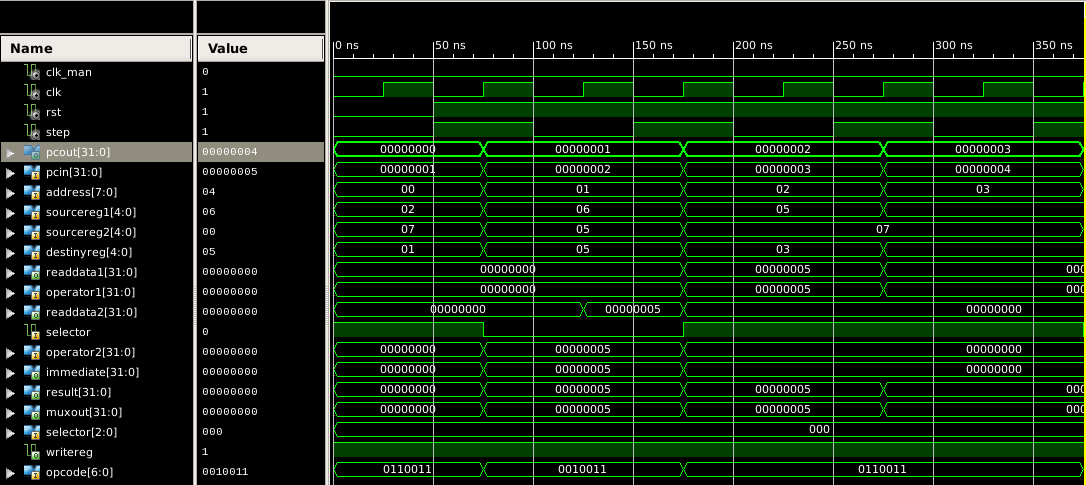 Name Value
0 ns 50 ns 100 ns 150 ns 200 ns 250 ns 300 ns 350 ns
clk_man 0
clk 1
rst 1
step 1
pcout[31:0] 00000004 00000000 00000001 00000002 00000003
pcin[31:0] 00000005 00000001 00000002 00000003 00000004
address[7:0] 04 00 01 02 03
sourcereg1[4:0] 06 02 06 05
sourcereg2[4:0] 00 07 05 07
destinyreg[4:0] 05 01 05 03
readdata1[31:0] 00000000 00000000 00000005 000
operator1[31:0] 00000000 00000000 00000005 000
readdata2[31:0] 00000000 00000000 00000005 00000000
selector 0
operator2[31:0] 00000000 00000000 00000005 00000000
immediate[31:0] 00000000 00000000 00000005 00000000
result[31:0] 00000000 00000000 00000005 00000005 000
muxout[31:0] 00000000 00000000 00000005 00000005 000
selector[2:0] 000 000
writereg 1
opcode[6:0] 0010011 0110011 0010011 0110011